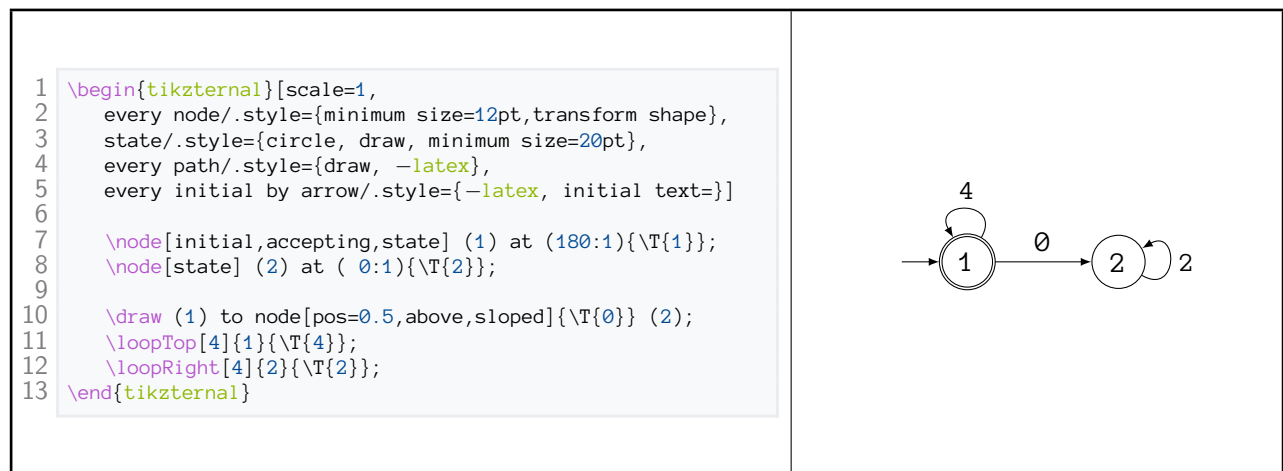 1 \begin{tikzternal}[scale=1,
2 every node/.style={minimum size=12pt,transform shape},
3 state/.style={circle, draw, minimum size=20pt},
4 every path/.style={draw, −latex},
5 every initial by arrow/.style={−latex, initial text=}]
6
7 \node[initial,accepting,state] (1) at (180:1){\T{1}};
8 \node[state] (2) at ( 0:1){\T{2}};
9
10 \draw (1) to node[pos=0.5,above,sloped]{\T{0}} (2);
11 \loopTop[4]{1}{\T{4}};
12 \loopRight[4]{2}{\T{2}};
13 \end{tikzternal}
4
0
1 2 2